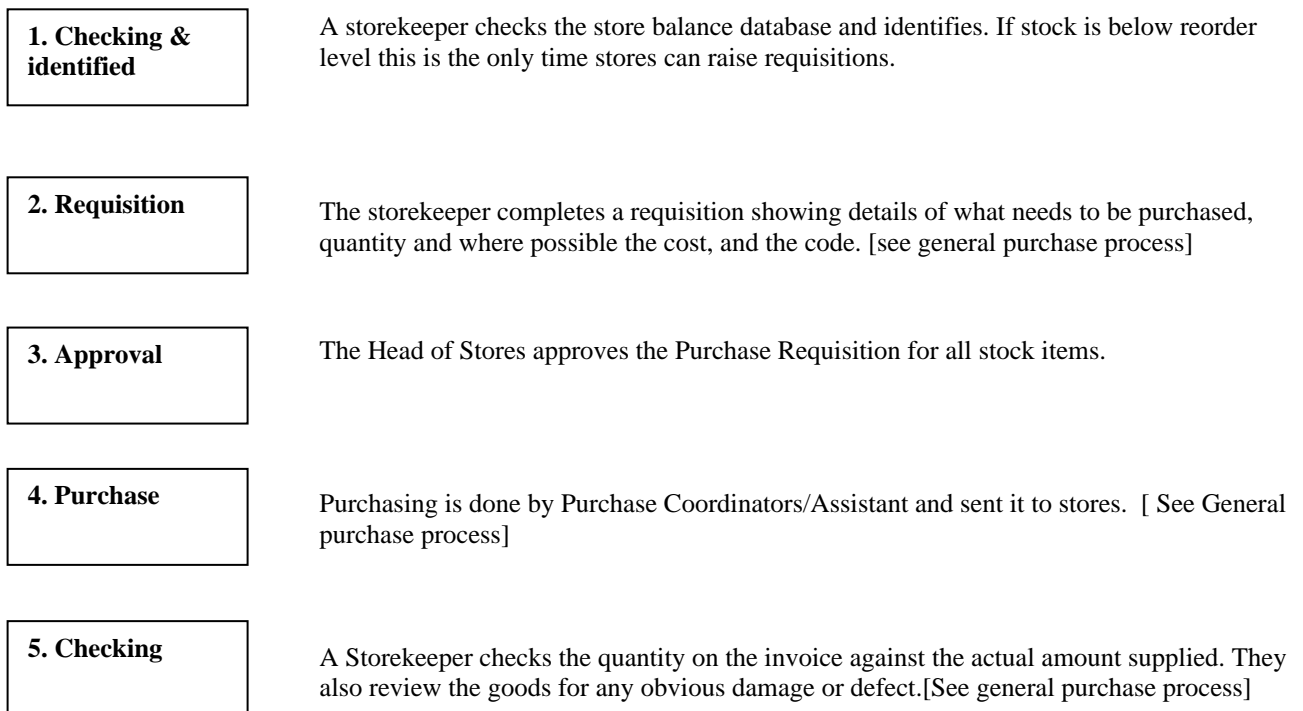 1. Checking &
identified
A storekeeper checks the store balance database and identifies. If stock is below reorder
level this is the only time stores can raise requisitions.
2. Requisition
The storekeeper completes a requisition showing details of what needs to be purchased,
quantity and where possible the cost, and the code. [see general purchase process]
3. Approval
The Head of Stores approves the Purchase Requisition for all stock items.
4. Purchase
Purchasing is done by Purchase Coordinators/Assistant and sent it to stores. [ See General
purchase process]
5. Checking
A Storekeeper checks the quantity on the invoice against the actual amount supplied. They
also review the goods for any obvious damage or defect.[See general purchase process]